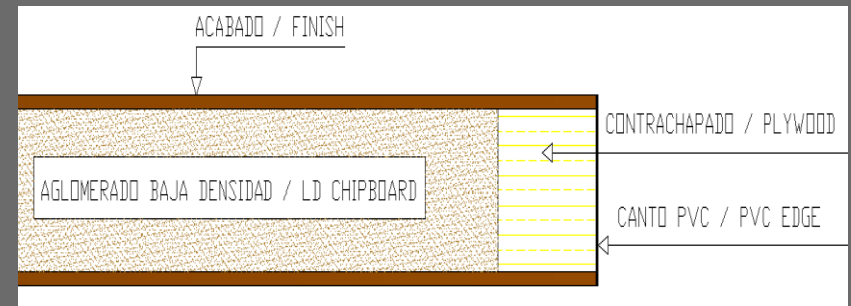 ACABADO / FINISH
CONTRACHAPADO / PLYWOOD
AGLOMERADO BAJA DENSIDAD / LD CHIPBOARD
CANTO PVC / PVC EDGE